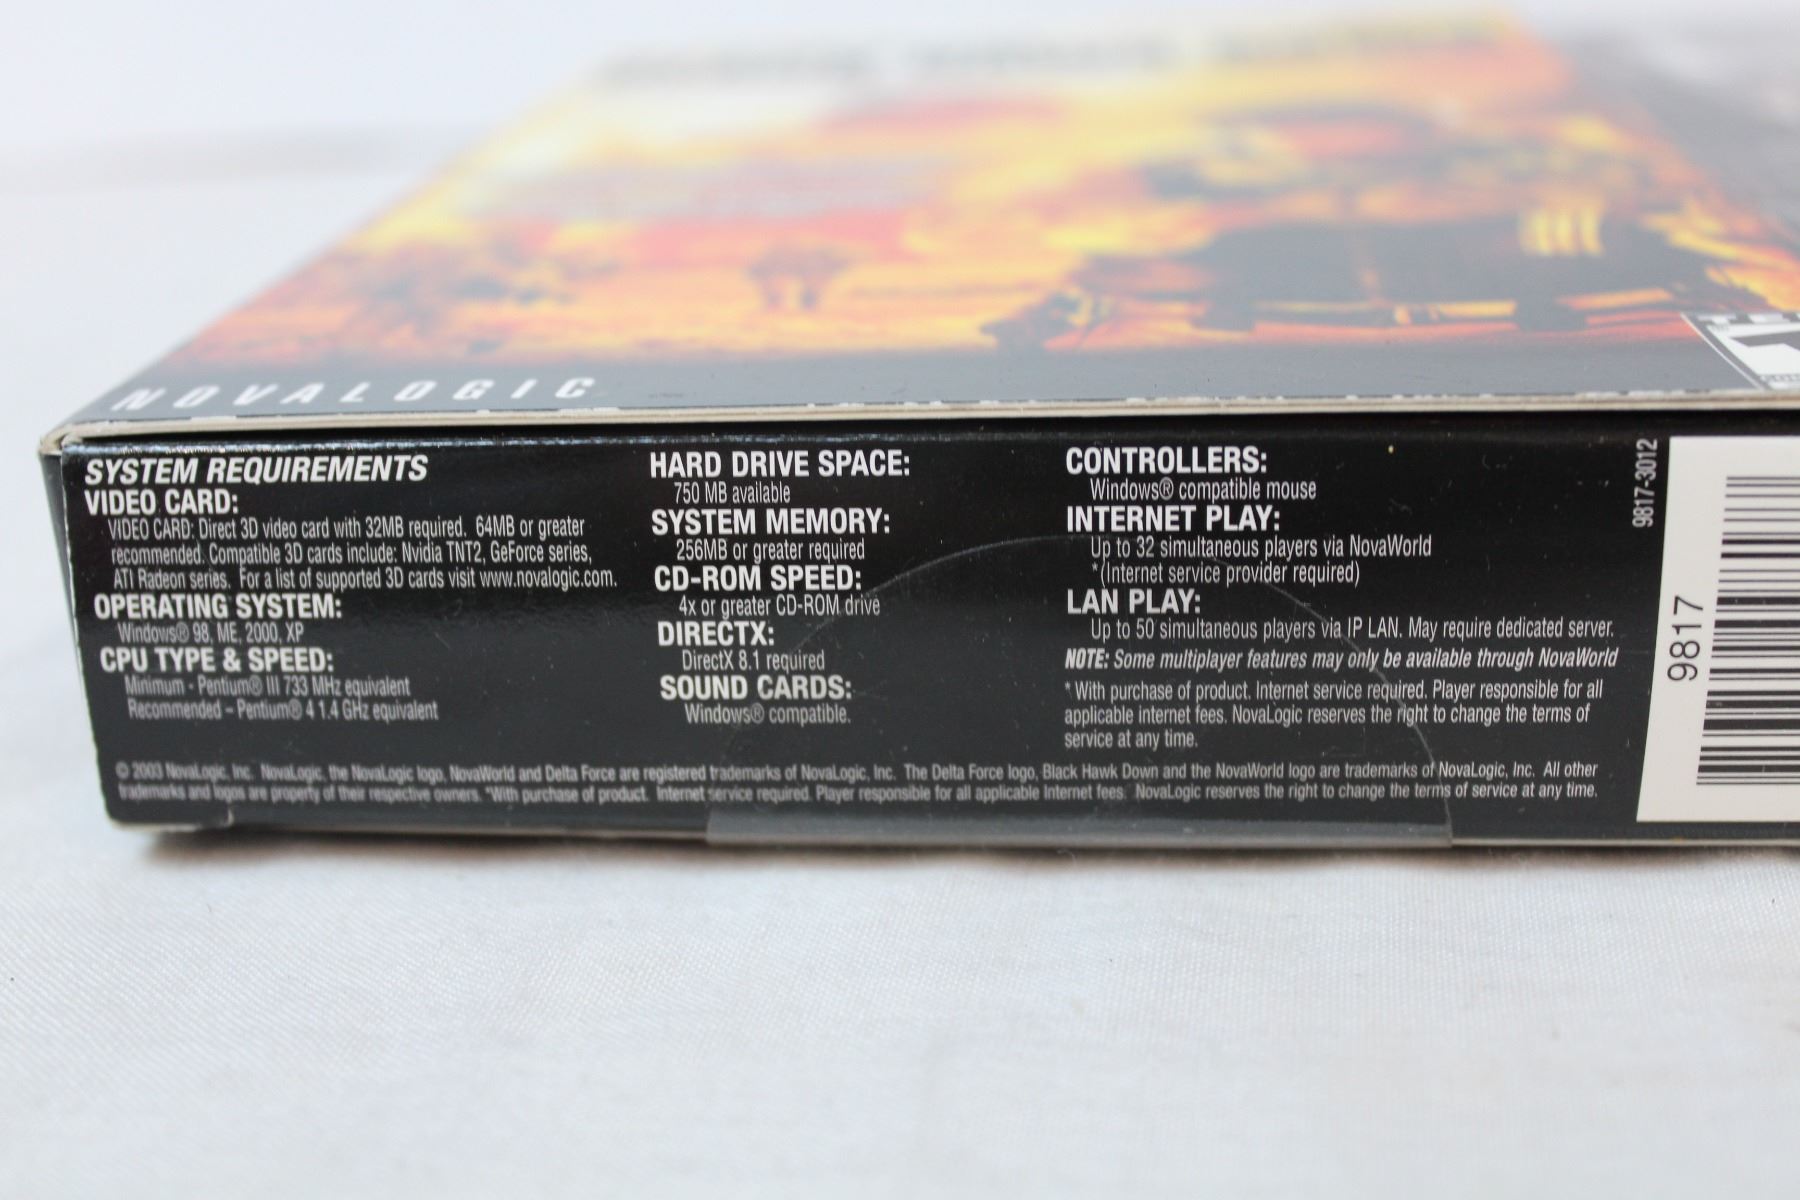 NOVALOGIC
SYSTEM REQUIREMENTS
VIDEO CARD:
VIDEO CARD: Direct 3D video card with 32MB required. 64MB or greater
recommended. Compatible 3D cards include: Nvidia TNT2, GeForce series,
ATI Radeon series. For a list of supported 3D cards visit www.novalogic.com.
OPERATING SYSTEM:
Windows® 98, ME, 2000, XP
CPU TYPE & SPEED:
Minimum - Pentium® III 733 MHz equivalent
Recommended – Pentium® 4 1.4 GHz equivalent
HARD DRIVE SPACE:
750 MB available
SYSTEM MEMORY:
256MB or greater required
CD-ROM SPEED:
4x or greater CD-ROM drive
DIRECTX:
DirectX 8.1 required
SOUND CARDS:
Windows® compatible.
CONTROLLERS:
Windows® compatible mouse
INTERNET PLAY:
Up to 32 simultaneous players via NovaWorld
*(Internet service provider required)
LAN PLAY:
Up to 50 simultaneous players via IP LAN. May require dedicated server.
NOTE: Some multiplayer features may only be available through NovaWorld
* With purchase of product. Internet service required. Player responsible for all
applicable internet fees. NovaLogic reserves the right to change the terms of
service at any time.
© 2003 NovaLogic, Inc. NovaLogic, the NovaLogic logo, NovaWorld and Delta Force are registered trademarks of NovaLogic, Inc. The Delta Force logo, Black Hawk Down and the NovaWorld logo are trademarks of NovaLogic, Inc. All other
trademarks and logos are property of their respective owners. *With purchase of product. Internet service required. Player responsible for all applicable Internet fees. NovaLogic reserves the right to change the terms of service at any time.
9817-3012
9817